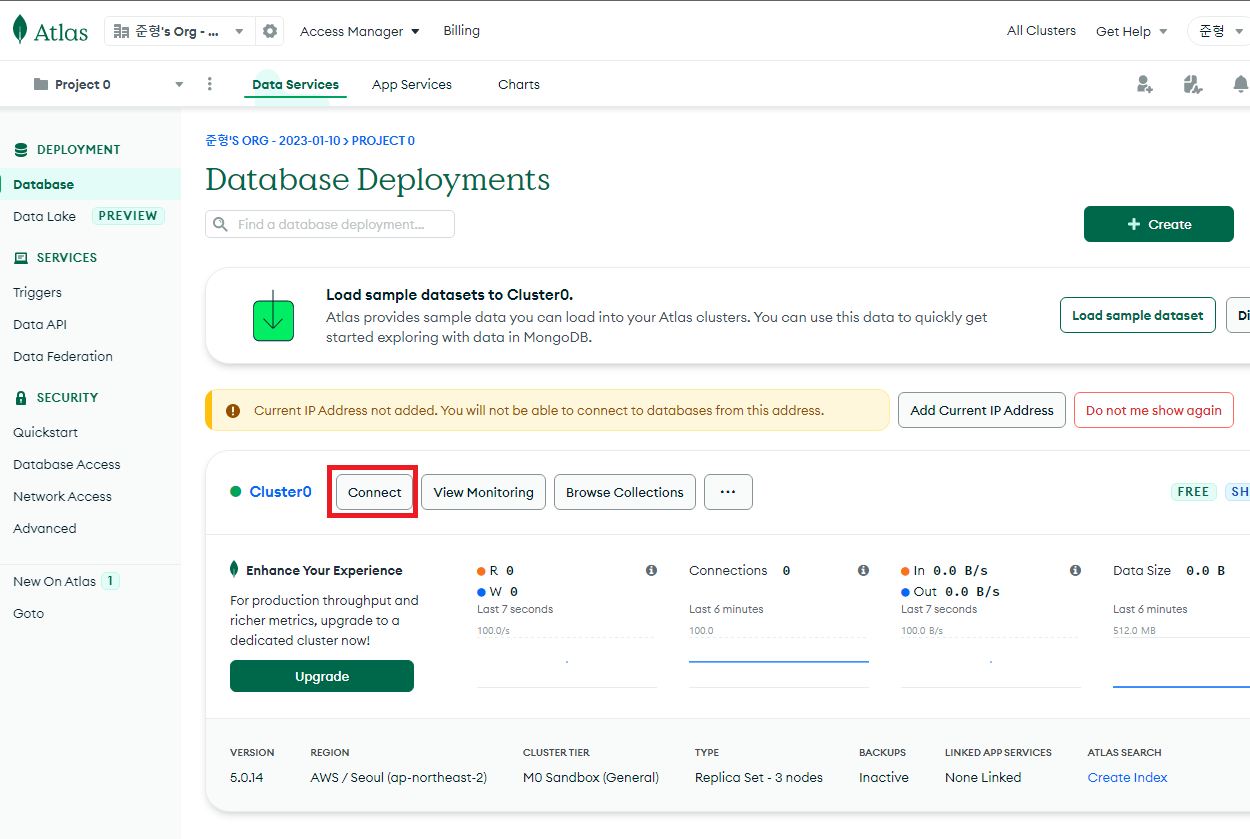 Atlas
준형's Org - ...
Access Manager
Billing
All Clusters
Get Help
준형
Project 0
Data Services
App Services
Charts
DEPLOYMENT
Database
Data Lake PREVIEW
SERVICES
Triggers
Data API
Data Federation
SECURITY
Quickstart
Database Access
Network Access
Advanced
New On Atlas 1
Goto
준형'S ORG - 2023-01-10 > PROJECT 0
Database Deployments
Find a database deployment...
+ Create
Load sample datasets to Cluster0.
Atlas provides sample data you can load into your Atlas clusters. You can use this data to quickly get
started exploring with data in MongoDB.
Load sample dataset
Di
Current IP Address not added. You will not be able to connect to databases from this address.
Add Current IP Address
Do not me show again
Cluster0
Connect
View Monitoring
Browse Collections
...
FREE
SH
Enhance Your Experience
For production throughput and
richer metrics, upgrade to a
dedicated cluster now!
Upgrade
R 0
W 0
Last 7 seconds
100.0/s
Connections 0
Last 6 minutes
100.0
In 0.0 B/s
Out 0.0 B/s
Last 7 seconds
100.0 B/s
Data Size 0.0 B
Last 6 minutes
512.0 MB
VERSION
5.0.14
REGION
AWS / Seoul (ap-northeast-2)
CLUSTER TIER
M0 Sandbox (General)
TYPE
Replica Set - 3 nodes
BACKUPS
Inactive
LINKED APP SERVICES
None Linked
ATLAS SEARCH
Create Index